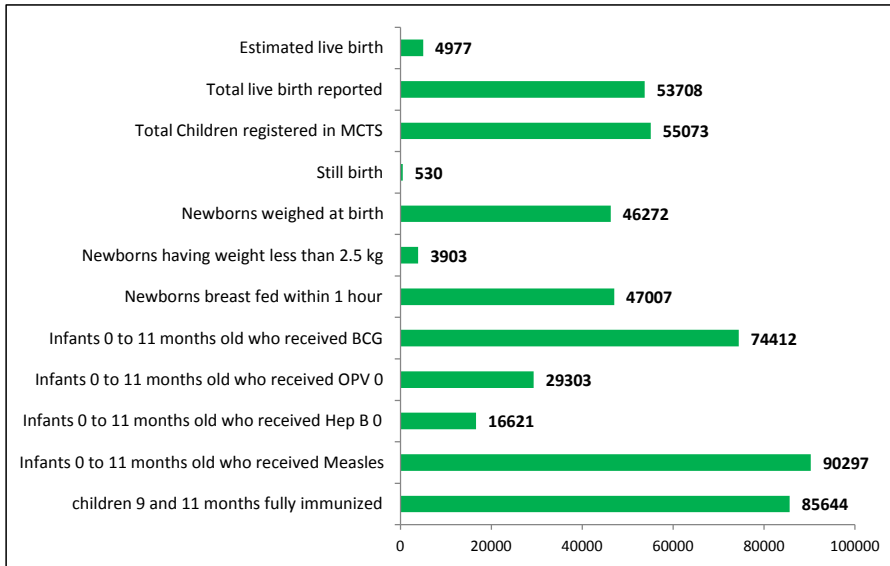 Estimated live birth 4977
Total live birth reported 53708
Total Children registered in MCTS 55073
Still birth 530
Newborns weighed at birth 46272
Newborns having weight less than 2.5 kg 3903
Newborns breast fed within 1 hour 47007
Infants 0 to 11 months old who received BCG 74412
Infants 0 to 11 months old who received OPV 0 29303
Infants 0 to 11 months old who received Hep B 0 16621
Infants 0 to 11 months old who received Measles 90297
children 9 and 11 months fully immunized 85644
0 20000 40000 60000 80000 100000